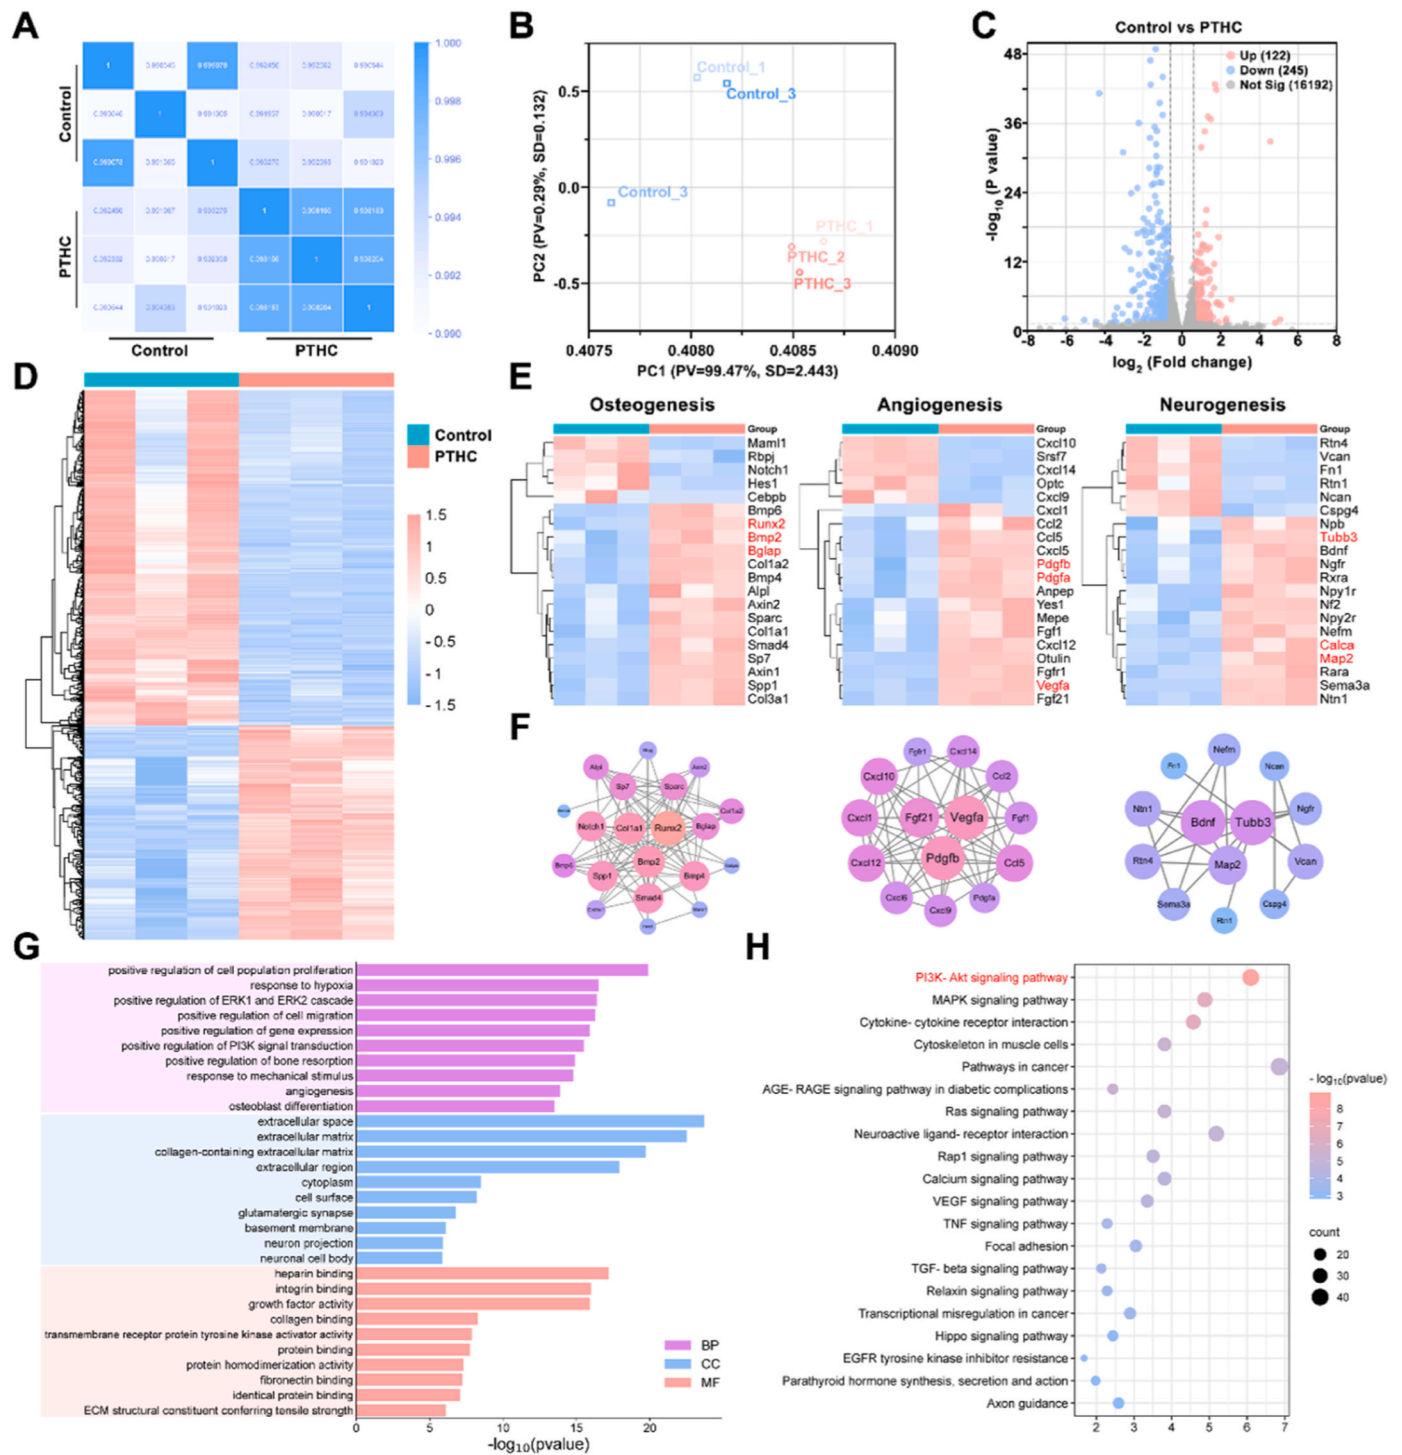 A
Control
PTHC
1
1
1
1
1
1
Control
PTHC
1.000
0.998
0.996
0.994
0.992
0.990
B
PC2 (PV=0.29%, SD=0.132)
0.5
0.0
-0.5
Control_1
Control_3
Control_3
PTHC_1
PTHC_2
PTHC_3
0.4075
0.4080
0.4085
0.4090
PC1 (PV=99.47%, SD=2.443)
C
Control vs PTHC
Up (122)
Down (245)
Not Sig (16192)
-log10 (P value)
48
36
24
12
0
-8
-6
-4
-2
0
2
4
6
8
log2 (Fold change)
D
Control
PTHC
1.5
1
0.5
0
- 0.5
- 1
- 1.5
E
Osteogenesis
Group
Maml1
Rbpj
Notch1
Hes1
Cebpb
Bmp6
Runx2
Bmp2
Bglap
Col1a2
Bmp4
Alpl
Axin2
Sparc
Col1a1
Smad4
Sp7
Axin1
Spp1
Col3a1
Angiogenesis
Group
Cxcl10
Srsf7
Cxcl14
Optc
Cxcl9
Cxcl1
Ccl2
Ccl5
Cxcl5
Pdgfb
Pdgfa
Anpep
Yes1
Mepe
Fgf1
Cxcl12
Otulin
Fgfr1
Vegfa
Fgf21
Neurogenesis
Group
Rtn4
Vcan
Fn1
Rtn1
Ncan
Cspg4
Npb
Tubb3
Bdnf
Ngfr
Rxra
Npy1r
Nf2
Npy2r
Nefm
Calca
Map2
Rara
Sema3a
Ntn1
F
Alpl
Axin2
Sp7
Sparc
Col1a2
Notch1
Col1a1
Runx2
Bglap
Bmp6
Bmp2
Spp1
Bmp4
Smad4
Fgfr1
Cxcl14
Cxcl10
Ccl2
Cxcl1
Fgf21
Vegfa
Fgf1
Cxcl12
Pdgfb
Ccl5
Cxcl6
Cxcl9
Pdgfa
Nefm
Fn1
Ncan
Ntn1
Bdnf
Tubb3
Ngfr
Rtn4
Map2
Vcan
Sema3a
Rtn1
Cspg4
G
positive regulation of cell population proliferation
response to hypoxia
positive regulation of ERK1 and ERK2 cascade
positive regulation of cell migration
positive regulation of gene expression
positive regulation of PI3K signal transduction
positive regulation of bone resorption
response to mechanical stimulus
angiogenesis
osteoblast differentiation
extracellular space
extracellular matrix
collagen-containing extracellular matrix
extracellular region
cytoplasm
cell surface
glutamatergic synapse
basement membrane
neuron projection
neuronal cell body
heparin binding
integrin binding
growth factor activity
collagen binding
transmembrane receptor protein tyrosine kinase activator activity
protein binding
protein homodimerization activity
fibronectin binding
identical protein binding
ECM structural constituent conferring tensile strength
BP
CC
MF
0
5
10
15
20
-log10(pvalue)
H
PI3K- Akt signaling pathway
MAPK signaling pathway
Cytokine- cytokine receptor interaction
Cytoskeleton in muscle cells
Pathways in cancer
AGE- RAGE signaling pathway in diabetic complications
Ras signaling pathway
Neuroactive ligand- receptor interaction
Rap1 signaling pathway
Calcium signaling pathway
VEGF signaling pathway
TNF signaling pathway
Focal adhesion
TGF- beta signaling pathway
Relaxin signaling pathway
Transcriptional misregulation in cancer
Hippo signaling pathway
EGFR tyrosine kinase inhibitor resistance
Parathyroid hormone synthesis, secretion and action
Axon guidance
2
3
4
5
6
7
- log10(pvalue)
8
7
6
5
4
3
count
20
30
40